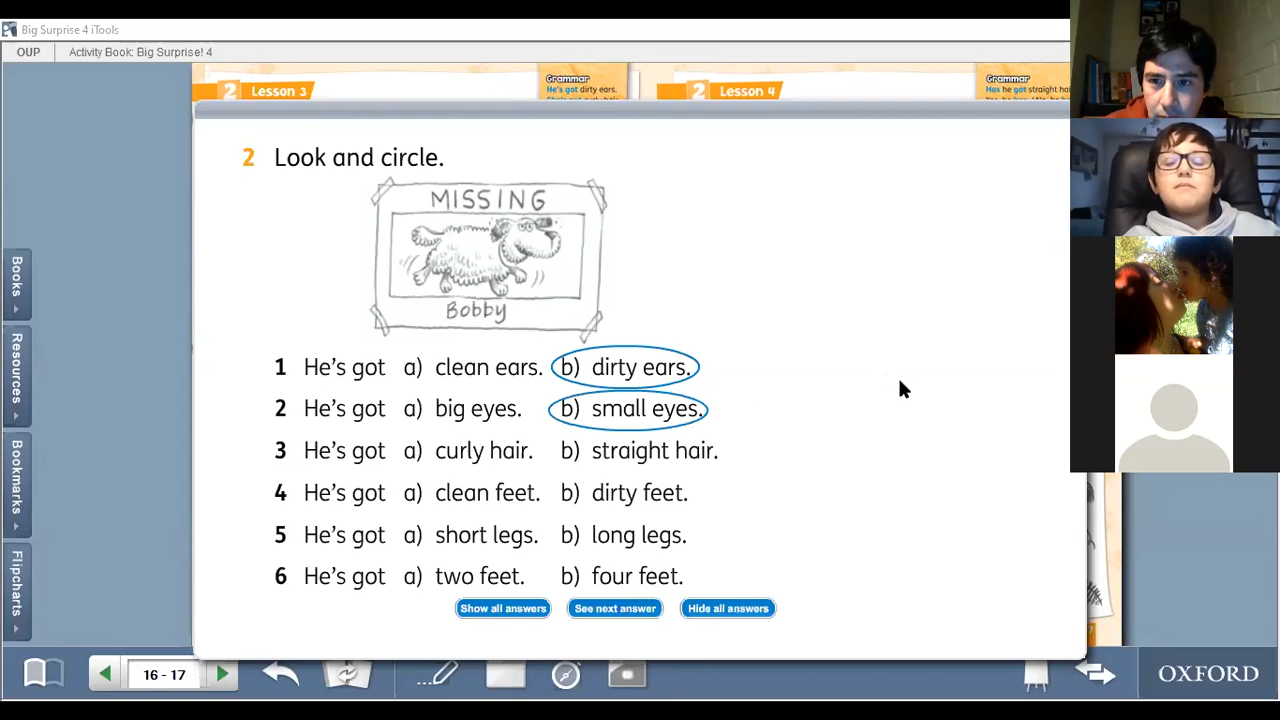 Big Surprise 4 iTools
OUP Activity Book: Big Surprise! 4
2 Lesson 3
Grammar
He's got dirty ears.
2 Lesson 4
Grammar
Has he got straight hair
2 Look and circle.
MISSING
Bobby
1 He's got a) clean ears. b) dirty ears.
2 He's got a) big eyes. b) small eyes.
3 He's got a) curly hair. b) straight hair.
4 He's got a) clean feet. b) dirty feet.
5 He's got a) short legs. b) long legs.
6 He's got a) two feet. b) four feet.
Show all answers See next answer Hide all answers
Books
Resources
Bookmarks
Flipcharts
16 - 17
OXFORD